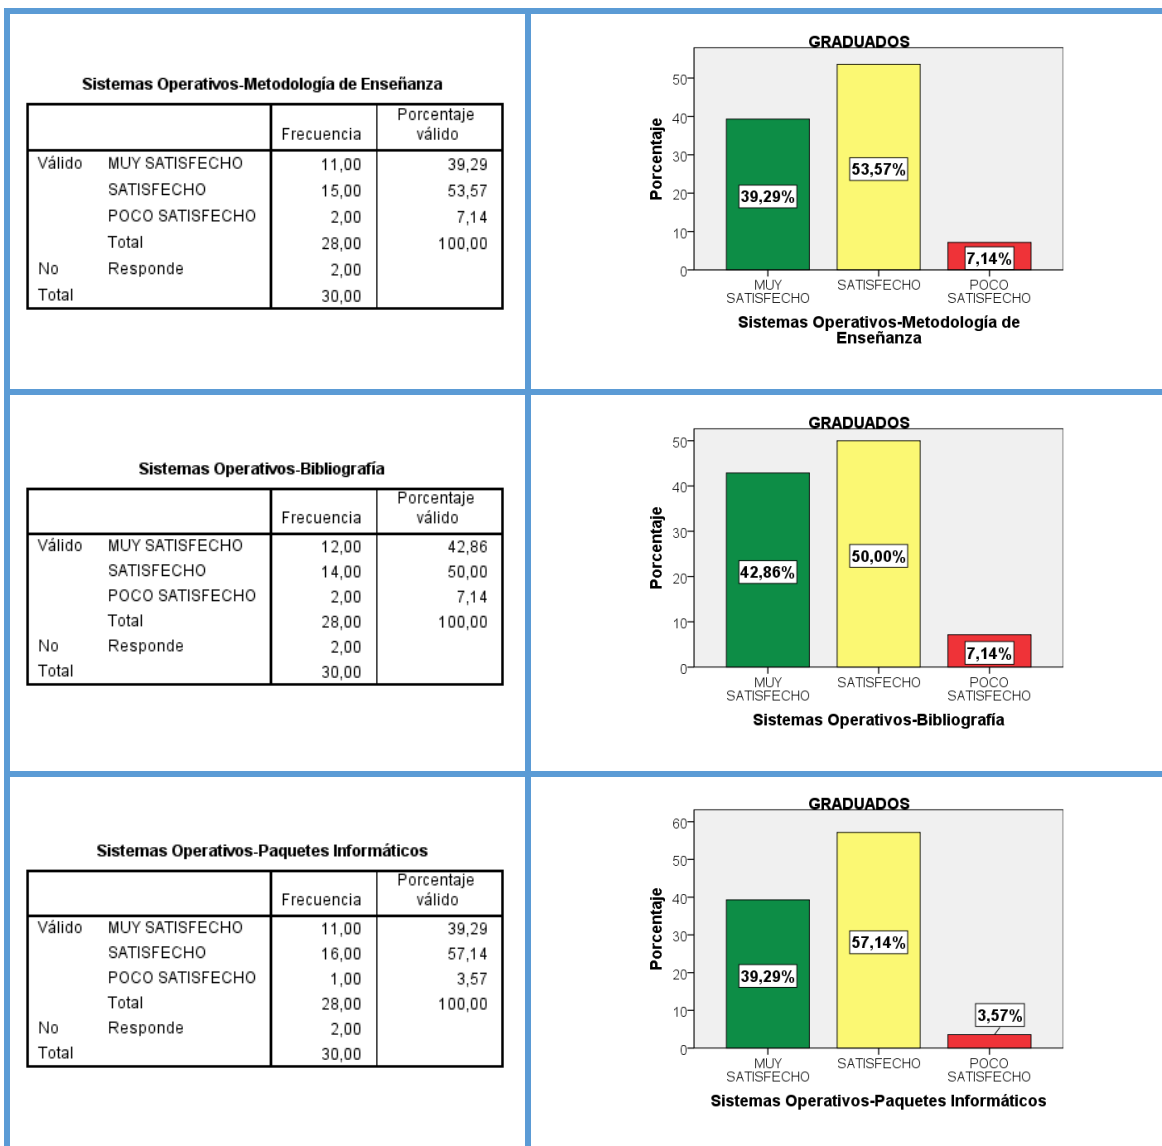 Sistemas Operativos-Metodología de Enseñanza
Frecuencia Porcentaje válido
Válido MUY SATISFECHO 11,00 39,29
SATISFECHO 15,00 53,57
POCO SATISFECHO 2,00 7,14
Total 28,00 100,00
No Responde 2,00
Total 30,00
GRADUADOS
Porcentaje
50
40
30
20
10
0
39,29%
53,57%
7,14%
MUY SATISFECHO
SATISFECHO
POCO SATISFECHO
Sistemas Operativos-Metodología de
Enseñanza
Sistemas Operativos-Bibliografía
Frecuencia Porcentaje válido
Válido MUY SATISFECHO 12,00 42,86
SATISFECHO 14,00 50,00
POCO SATISFECHO 2,00 7,14
Total 28,00 100,00
No Responde 2,00
Total 30,00
GRADUADOS
Porcentaje
50
40
30
20
10
0
42,86%
50,00%
7,14%
MUY SATISFECHO
SATISFECHO
POCO SATISFECHO
Sistemas Operativos-Bibliografía
Sistemas Operativos-Paquetes Informáticos
Frecuencia Porcentaje válido
Válido MUY SATISFECHO 11,00 39,29
SATISFECHO 16,00 57,14
POCO SATISFECHO 1,00 3,57
Total 28,00 100,00
No Responde 2,00
Total 30,00
GRADUADOS
Porcentaje
60
50
40
30
20
10
0
39,29%
57,14%
3,57%
MUY SATISFECHO
SATISFECHO
POCO SATISFECHO
Sistemas Operativos-Paquetes Informáticos